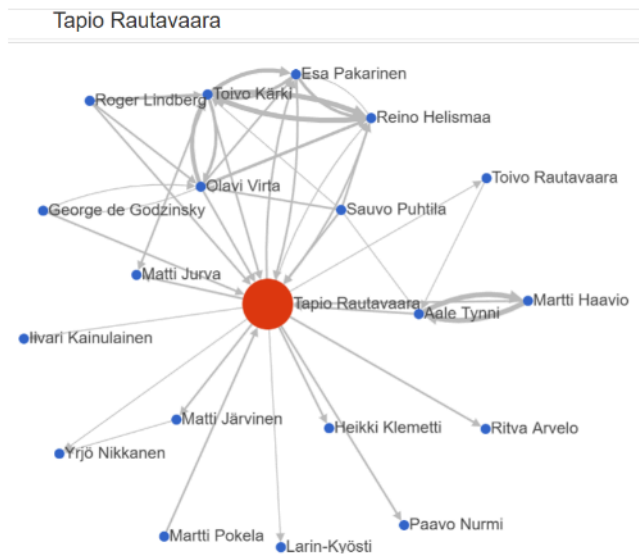 Tapio Rautavaara
Esa Pakarinen
Roger Lindberg
Toivo Kärki
Reino Helismaa
Toivo Rautavaara
Olavi Virta
George de Godzinsky
Sauvo Puhtila
Matti Jurva
Tapio Rautavaara
Martti Haavio
Aale Tynni
Iivari Kainulainen
Matti Järvinen
Heikki Klemetti
Ritva Arvelo
Yrjö Nikkanen
Paavo Nurmi
Martti Pokela
Larin-Kyösti